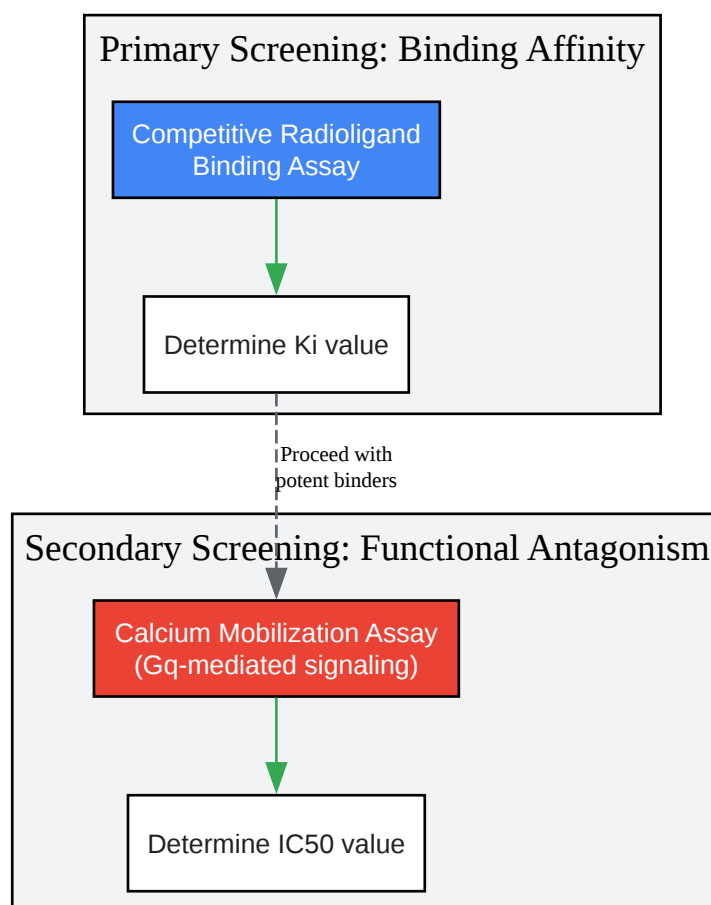 Primary Screening: Binding Affinity
Competitive Radioligand
Binding Assay
Determine Ki value
Proceed with
potent binders
Secondary Screening: Functional Antagonism
Calcium Mobilization Assay
(Gq-mediated signaling)
Determine IC50 value